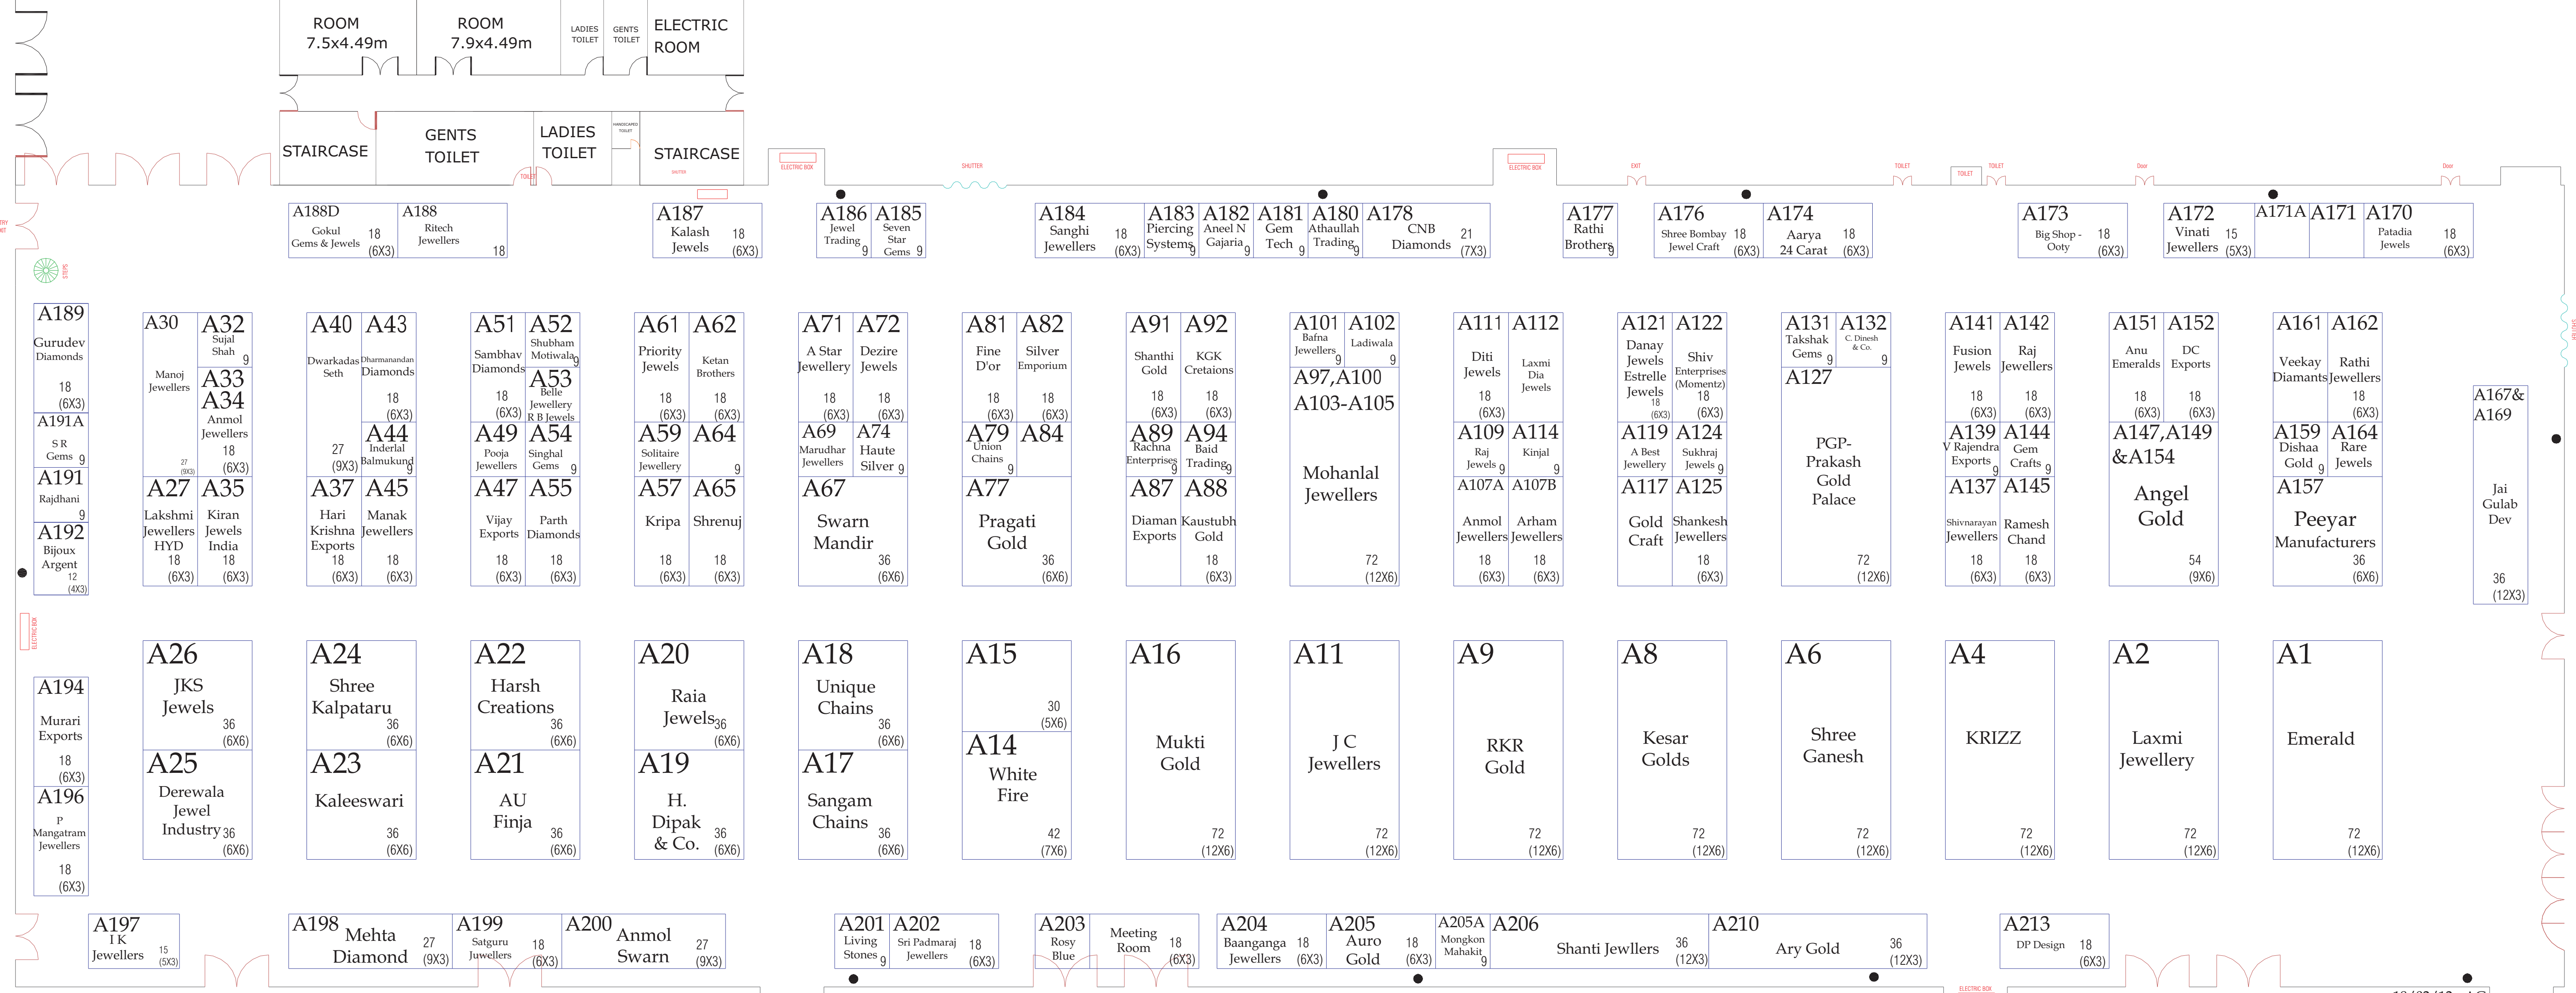 ROOM
7.5x4.49m
ROOM
7.9x4.49m
LADIES
TOILET
GENTS
TOILET
ELECTRIC
ROOM
STAIRCASE
GENTS
TOILET
LADIES
TOILET
HANDICAPED
TOILET
STAIRCASE
SHUTTER
TOILET
ELECTRIC BOX
SHUTTER
ELECTRIC BOX
EXIT
TOILET
TOILET
TOILET
Door
Door
A188D
Gokul
Gems & Jewels
18
(6X3)
A188
Ritech
Jewellers
18
A187
Kalash
Jewels
18
(6X3)
A186
Jewel
Trading
9
A185
Seven
Star
Gems 9
A184
Sanghi
Jewellers
18
(6X3)
A183
Piercing
Systems
9
A182
Aneel N
Gajaria
9
A181
Gem
Tech
9
A180
Athaullah
Trading
9
A178
CNB
Diamonds
21
(7X3)
A177
Rathi
Brothers
9
A176
Shree Bombay
Jewel Craft
18
(6X3)
A174
Aarya
24 Carat
18
(6X3)
A173
Big Shop -
Ooty
18
(6X3)
A172
Vinati
Jewellers
15
(5X3)
A171A
A171
A170
Patadia
Jewels
18
(6X3)
STEPS
A189
Gurudev
Diamonds
18
(6X3)
A191A
S R
Gems
9
A191
Rajdhani
9
A192
Bijoux
Argent
12
(4X3)
ELECTRIC BOX
A30
Manoj
Jewellers
27
(9X3)
A32
Sujal
Shah
9
A33
A34
Anmol
Jewellers
18
(6X3)
A27
Lakshmi
Jewellers
HYD
18
(6X3)
A35
Kiran
Jewels
India
18
(6X3)
A40
Dwarkadas
Seth
27
(9X3)
A43
Dharmanandan
Diamonds
18
(6X3)
A44
Inderlal
Balmukund
9
A37
Hari
Krishna
Exports
18
(6X3)
A45
Manak
Jewellers
18
(6X3)
A51
Sambhav
Diamonds
18
(6X3)
A52
Shubham
Motiwala
9
A53
Belle
Jewellery
R B Jewels
A49
Pooja
Jewellers
A54
Singhal
Gems
9
A47
Vijay
Exports
18
(6X3)
A55
Parth
Diamonds
18
(6X3)
A61
Priority
Jewels
18
(6X3)
A62
Ketan
Brothers
18
(6X3)
A59
Solitaire
Jewellery
A64
9
A57
Kripa
18
(6X3)
A65
Shrenuj
18
(6X3)
A71
A Star
Jewellery
18
(6X3)
A72
Dezire
Jewels
18
(6X3)
A69
Marudhar
Jewellers
A74
Haute
Silver 9
A67
Swarn
Mandir
36
(6X6)
A81
Fine
D'or
18
(6X3)
A82
Silver
Emporium
18
(6X3)
A79
Union
Chains
9
A84
A77
Pragati
Gold
36
(6X6)
A91
Shanthi
Gold
18
(6X3)
A92
KGK
Cretaions
18
(6X3)
A89
Rachna
Enterprises
9
A94
Baid
Trading
9
A87
Diaman
Exports
A88
Kaustubh
Gold
18
(6X3)
A101
Bafna
Jewellers
9
A102
Ladiwala
9
A97,A100
A103-A105
Mohanlal
Jewellers
72
(12X6)
A111
Diti
Jewels
18
(6X3)
A112
Laxmi
Dia
Jewels
A109
Raj
Jewels 9
A114
Kinjal
9
A107A
Anmol
Jewellers
18
(6X3)
A107B
Arham
Jewellers
18
(6X3)
A121
Danay
Jewels
Estrelle
Jewels
18
(6X3)
A122
Shiv
Enterprises
(Momentz)
18
(6X3)
A119
A Best
Jewellery
A124
Sukhraj
Jewels 9
A117
Gold
Craft
A125
Shankesh
Jewellers
18
(6X3)
A131
Takshak
Gems
9
A132
C. Dinesh
& Co.
9
A127
PGP-
Prakash
Gold
Palace
72
(12X6)
A141
Fusion
Jewels
18
(6X3)
A142
Raj
Jewellers
18
(6X3)
A139
V Rajendra
Exports
9
A144
Gem
Crafts
9
A137
Shivnarayan
Jewellers
18
(6X3)
A145
Ramesh
Chand
18
(6X3)
A151
Anu
Emeralds
18
(6X3)
A152
DC
Exports
18
(6X3)
A147,A149
&A154
Angel
Gold
54
(9X6)
A161
Veekay
Diamants
A162
Rathi
Jewellers
18
(6X3)
A159
Dishaa
Gold 9
A164
Rare
Jewels
A157
Peeyar
Manufacturers
36
(6X6)
A167&
A169
Jai
Gulab
Dev
36
(12X3)
SHUTTER
A194
Murari
Exports
18
(6X3)
A196
P
Mangatram
Jewellers
18
(6X3)
A26
JKS
Jewels
36
(6X6)
A25
Derewala
Jewel
Industry
36
(6X6)
A24
Shree
Kalpataru
36
(6X6)
A23
Kaleeswari
36
(6X6)
A22
Harsh
Creations
36
(6X6)
A21
AU
Finja
36
(6X6)
A20
Raia
Jewels
36
(6X6)
A19
H.
Dipak
& Co.
36
(6X6)
A18
Unique
Chains
36
(6X6)
A17
Sangam
Chains
36
(6X6)
A15
30
(5X6)
A14
White
Fire
42
(7X6)
A16
Mukti
Gold
72
(12X6)
A11
J C
Jewellers
72
(12X6)
A9
RKR
Gold
72
(12X6)
A8
Kesar
Golds
72
(12X6)
A6
Shree
Ganesh
72
(12X6)
A4
KRIZZ
72
(12X6)
A2
Laxmi
Jewellery
72
(12X6)
A1
Emerald
72
(12X6)
A197
I K
Jewellers
15
(5X3)
A198
Mehta
Diamond
27
(9X3)
A199
Satguru
Juwellers
18
(6X3)
A200
Anmol
Swarn
27
(9X3)
A201
Living
Stones
9
A202
Sri Padmaraj
Jewellers
18
(6X3)
A203
Rosy
Blue
Meeting
Room
18
(6X3)
A204
Baanganga
Jewellers
18
(6X3)
A205
Auro
Gold
18
(6X3)
A205A
Mongkon
Mahakit
9
A206
Shanti Jewllers
36
(12X3)
A210
Ary Gold
36
(12X3)
A213
DP Design
18
(6X3)
ELECTRIC BOX